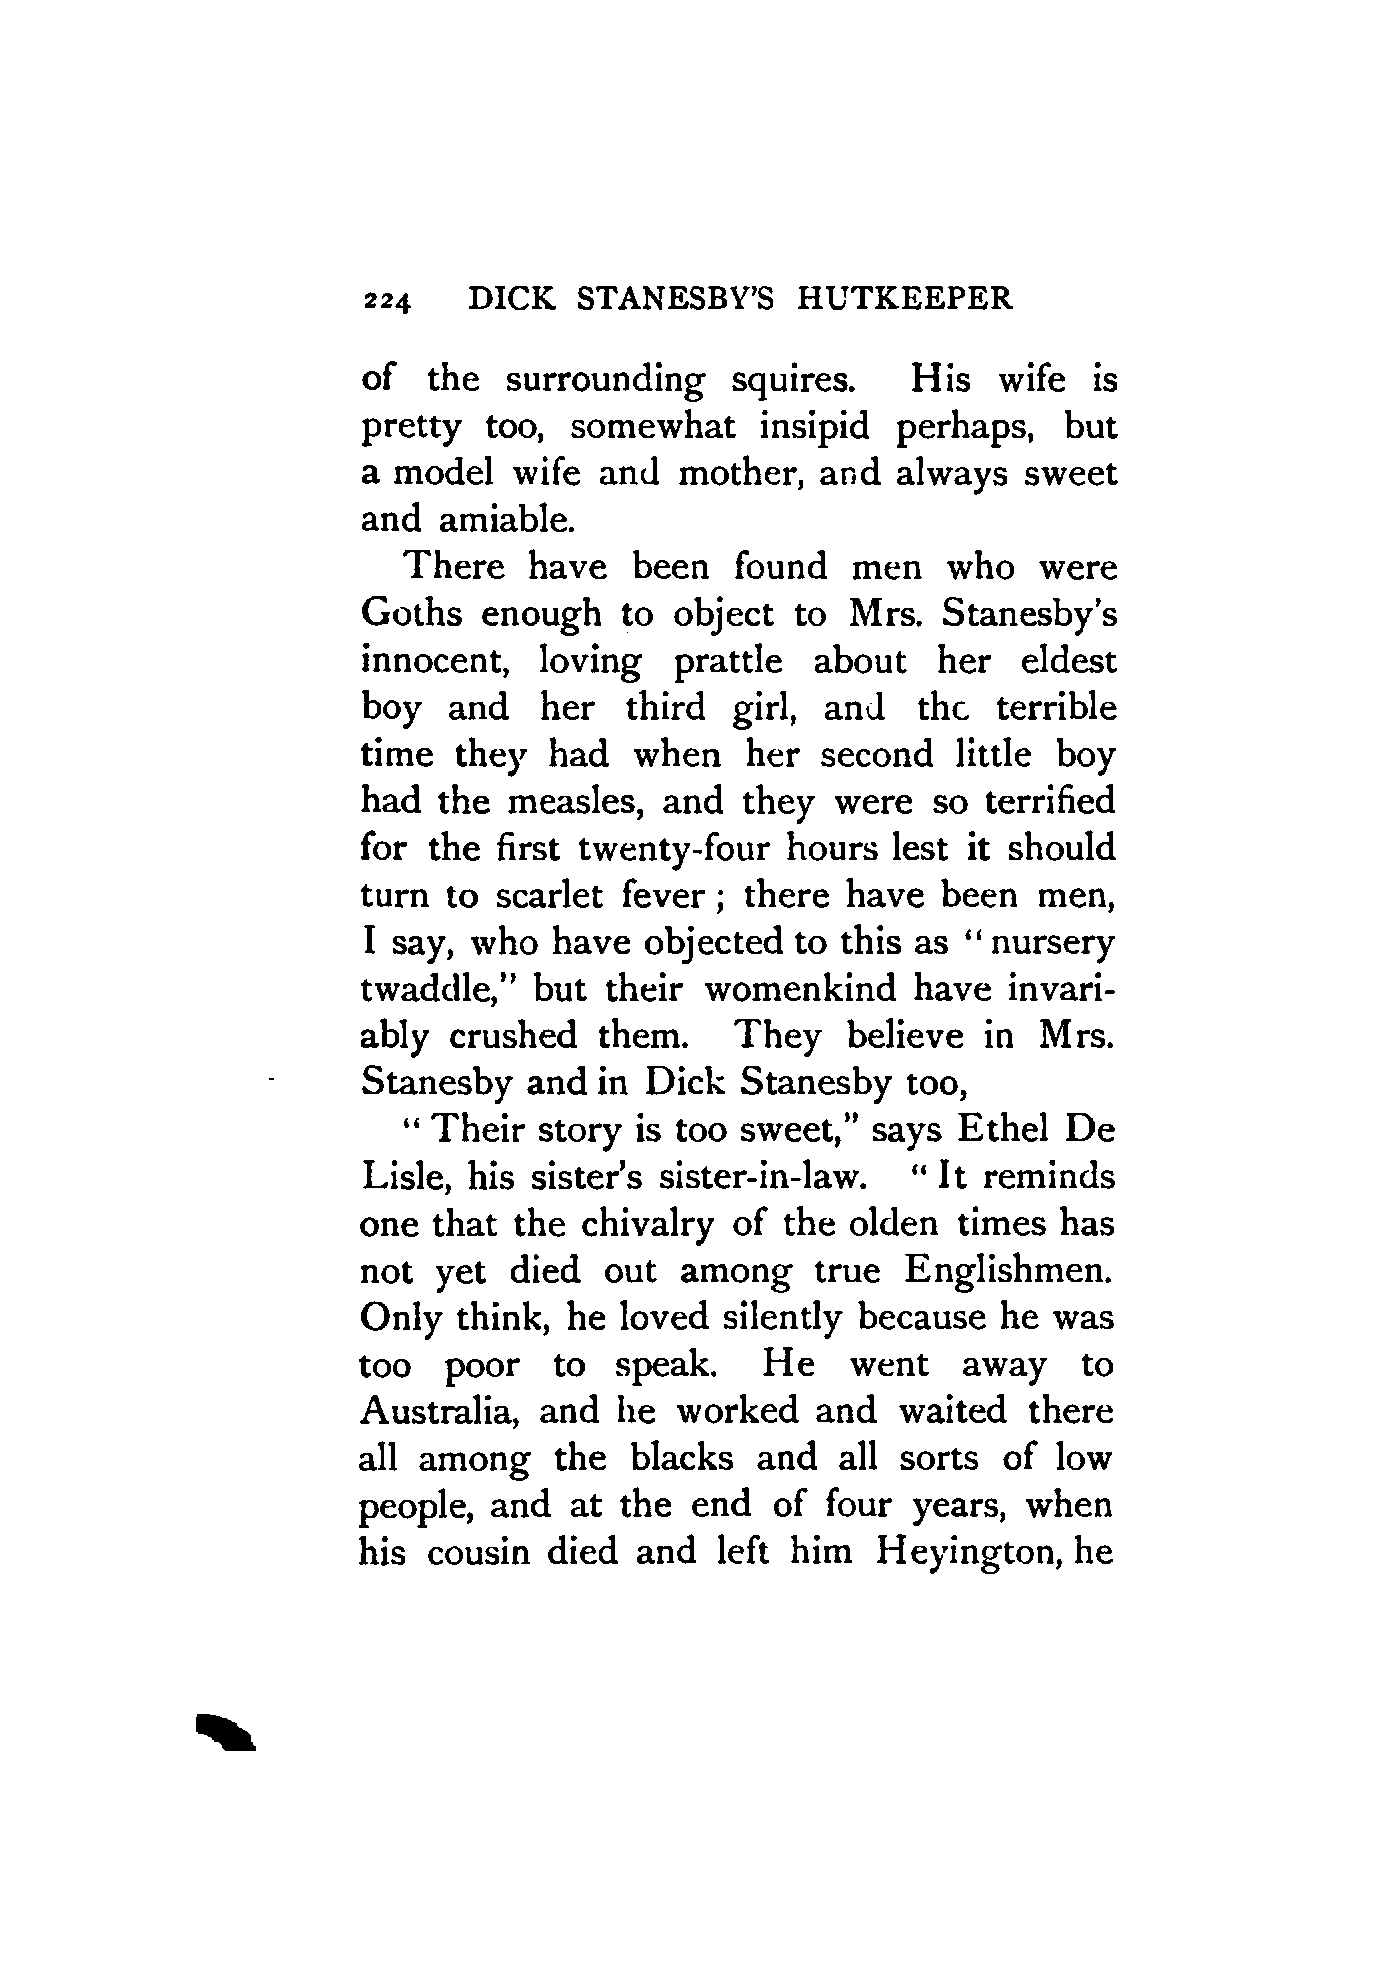 224 DICK STANESBY'S HUTKEEPER
of the surrounding squires. His wife is
pretty too, somewhat insipid perhaps, but
a model wife and mother, and always sweet
and amiable.
There have been found men who were
Goths enough to object to Mrs. Stanesby's
innocent, loving prattle about her eldest
boy and her third girl, and the terrible
time they had when her second little boy
had the measles, and they were so terrified
for the first twenty-four hours lest it should
turn to scarlet fever ; there have been men,
I say, who have objected to this as “ nursery
twaddle,” but their womenkind have invari-
ably crushed them. They believe in Mrs.
Stanesby and in Dick Stanesby too,
“ Their story is too sweet,” says Ethel De
Lisle, his sister's sister-in-law. “ It reminds
one that the chivalry of the olden times has
not yet died out among true Englishmen.
Only think, he loved silently because he was
too poor to speak. He went away to
Australia, and he worked and waited there
all among the blacks and all sorts of low
people, and at the end of four years, when
his cousin died and left him Heyington, he